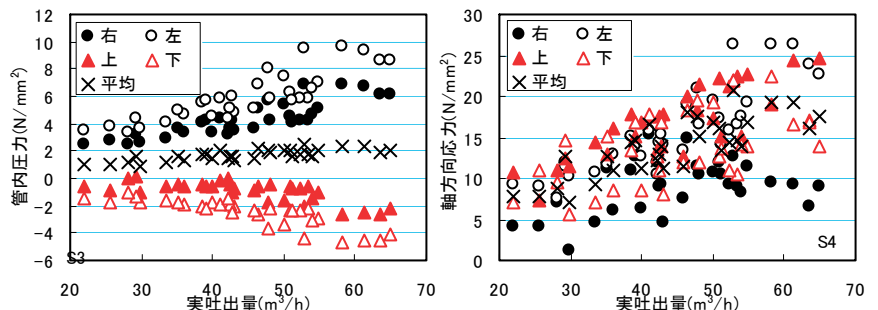 管内圧力(N/mm²)
12
10
8
6
4
2
0
−2
−4
−6
右 左
上 下
平均
S3
20 30 40 50 60 70
実吐出量(m³/h)
軸方向応力(N/mm²)
30
25
20
15
10
5
0
右 左
上 下
平均
S4
20 30 40 50 60 70
実吐出量(m³/h)